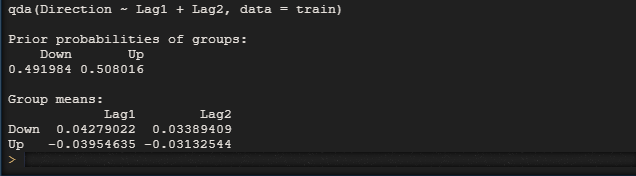 qda(Direction ~ Lag1 + Lag2, data = train)
Prior probabilities of groups:
Down Up
0.491984 0.508016
Group means:
Lag1 Lag2
Down 0.04279022 0.03389409
Up -0.03954635 -0.03132544
>